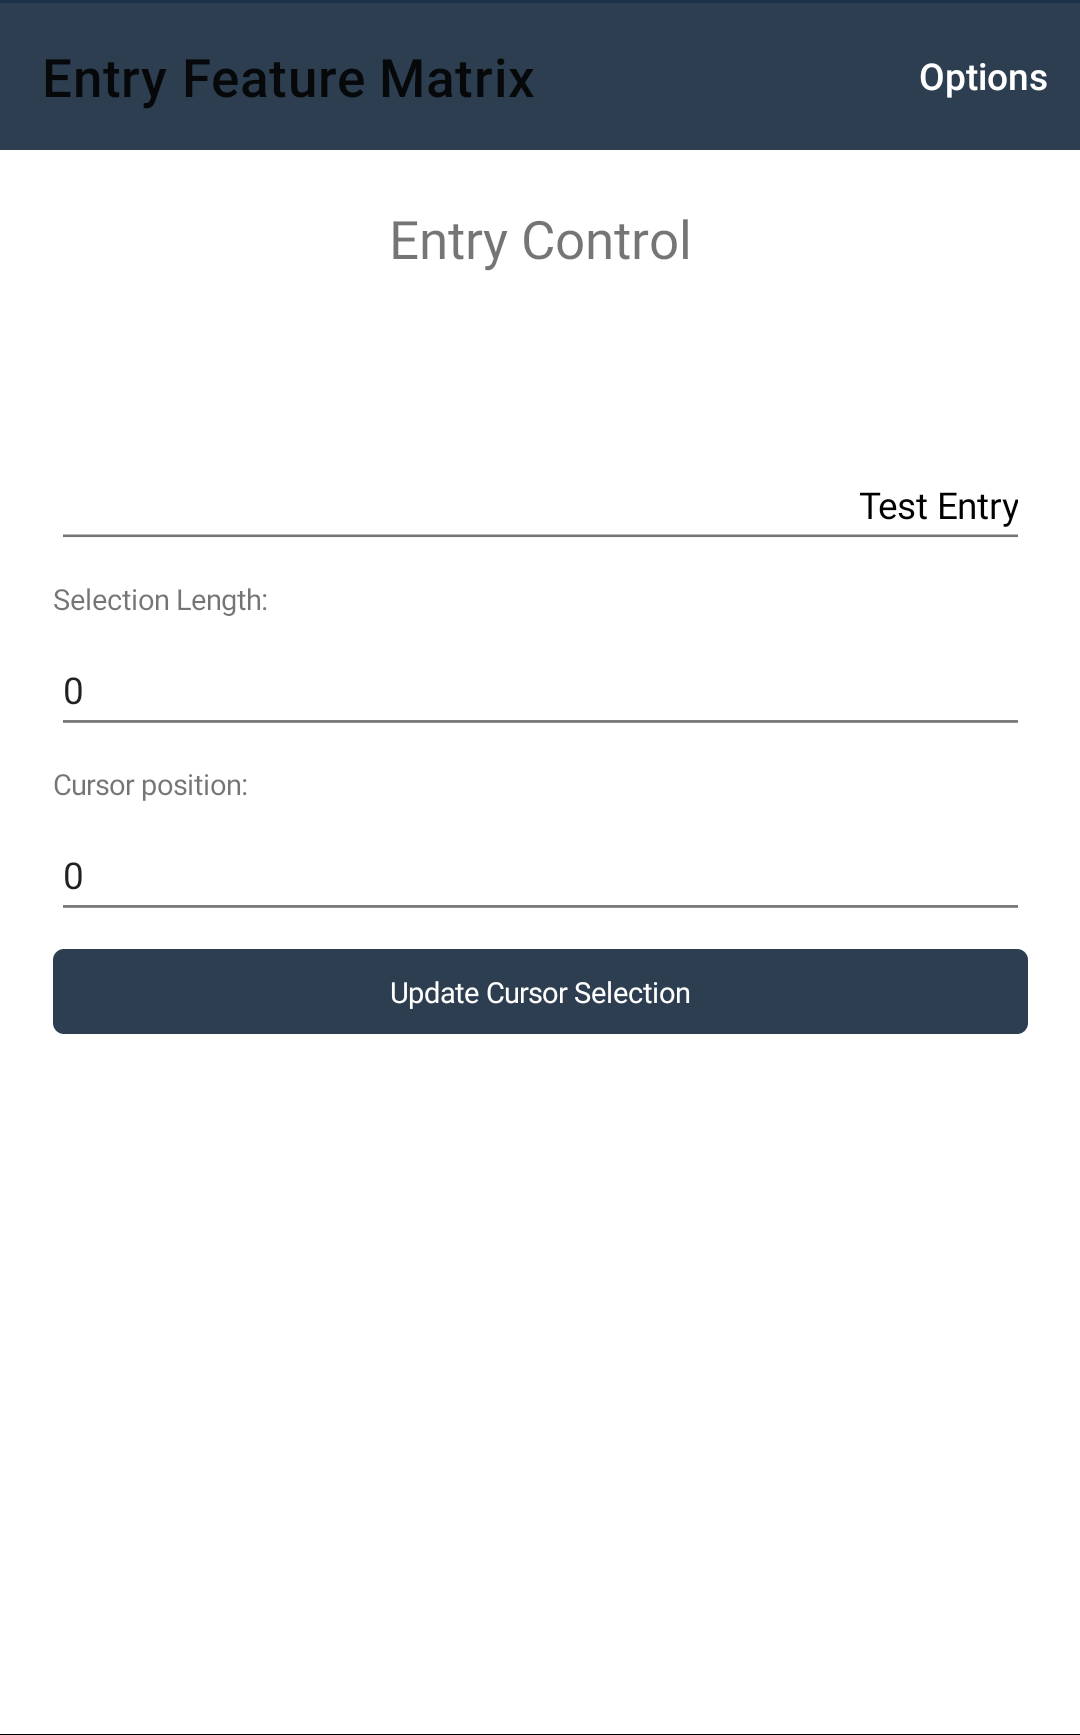 Entry Feature Matrix
Options
Entry Control
Test Entry
Selection Length:
0
Cursor position:
0
Update Cursor Selection